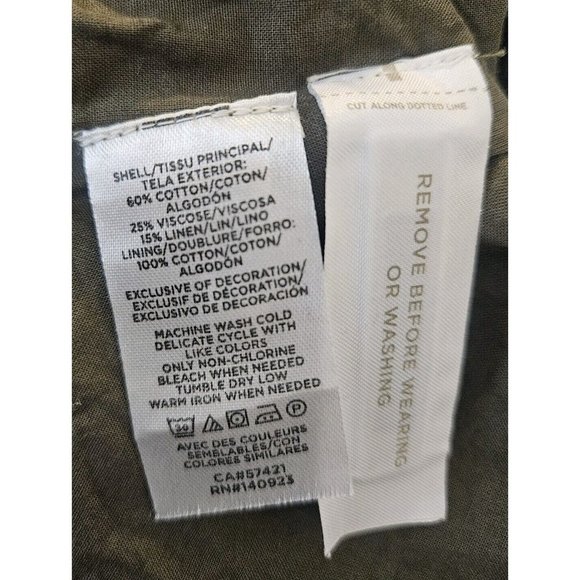 SHELL/TISSU PRINCIPAL/
TELA EXTERIOR:
60% COTTON/COTON/
ALGODÓN
25% VISCOSE/VISCOSA
15% LINEN/LIN/LINO
LINING/DOUBLURE/FORRO:
100% COTTON/COTON/
ALGODÓN
EXCLUSIVE OF DECORATION/
EXCLUSIF DE DÉCORATION/
EXCLUSIVO DE DECORACIÓN
MACHINE WASH COLD
DELICATE CYCLE WITH
LIKE COLORS
ONLY NON-CHLORINE
BLEACH WHEN NEEDED
TUMBLE DRY LOW
WARM IRON WHEN NEEDED
30
P
AVEC DES COULEURS
SEMBLABLES/CON
COLORES SIMILARES
CA#57421
RN#140923
CUT ALONG DOTTED LINE
REMOVE BEFORE WEARING
OR WASHING